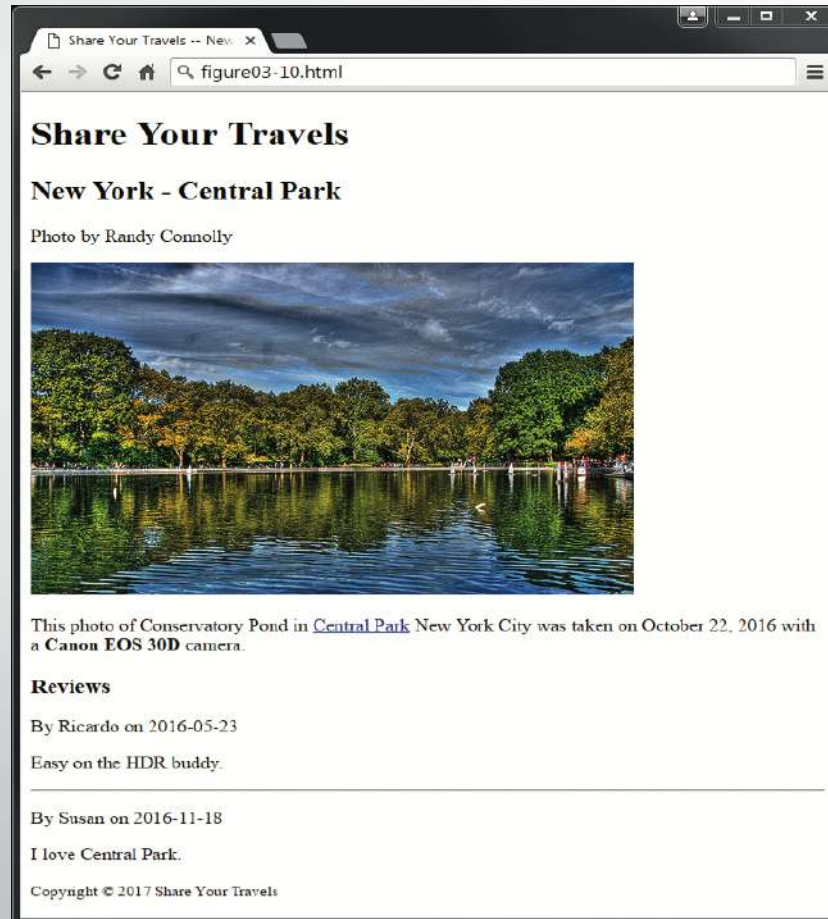 Share Your Travels -- New
figure03-10.html
Share Your Travels
New York - Central Park
Photo by Randy Connolly
This photo of Conservatory Pond in Central Park New York City was taken on October 22, 2016 with
a Canon EOS 30D camera.
Reviews
By Ricardo on 2016-05-23
Easy on the HDR buddy.
By Susan on 2016-11-18
I love Central Park.
Copyright © 2017 Share Your Travels